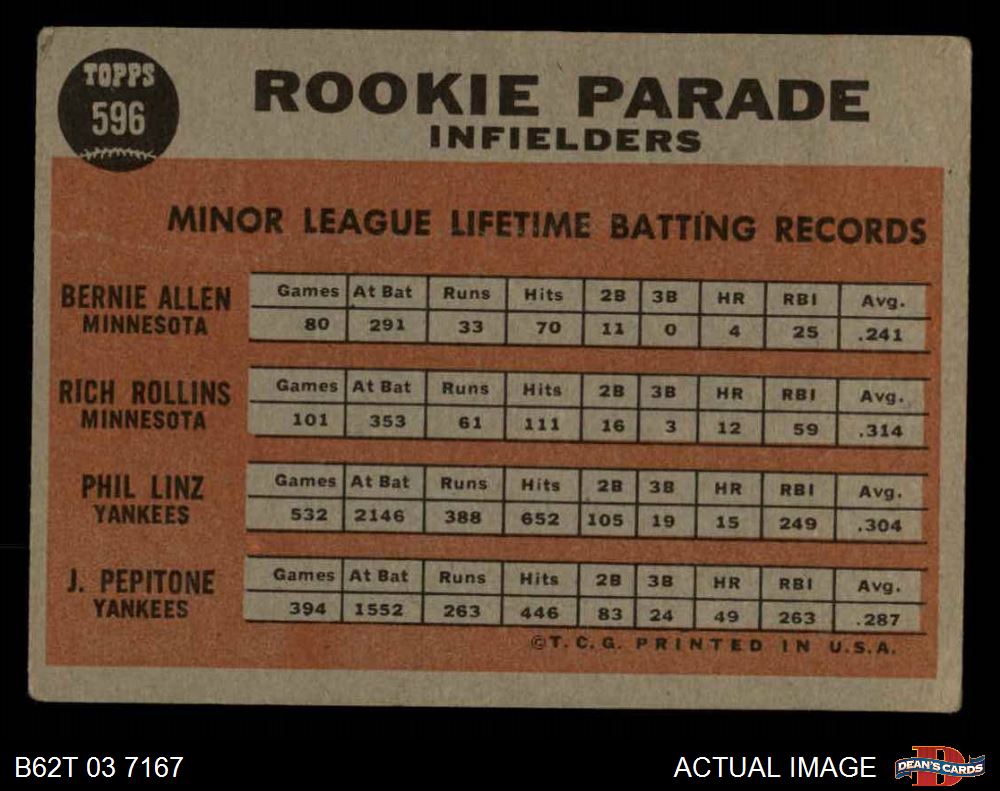 TOPPS
596
ROOKIE PARADE
INFIELDERS
MINOR LEAGUE LIFETIME BATTING RECORDS
BERNIE ALLEN
MINNESOTA
Games At Bat Runs Hits 2B 3B HR RBI Avg.
80 291 33 70 11 0 4 25 .241
RICH ROLLINS
MINNESOTA
Games At Bat Runs Hits 2B 3B HR RBI Avg.
101 353 61 111 16 3 12 59 .314
PHIL LINZ
YANKEES
Games At Bat Runs Hits 2B 3B HR RBI Avg.
532 2146 388 652 105 19 15 249 .304
J. PEPITONE
YANKEES
Games At Bat Runs Hits 2B 3B HR RBI Avg.
394 1552 263 446 83 24 49 263 .287
©T.C.G. PRINTED IN U.S.A.
B62T 03 7167
ACTUAL IMAGE
D
DEAN'S CARDS